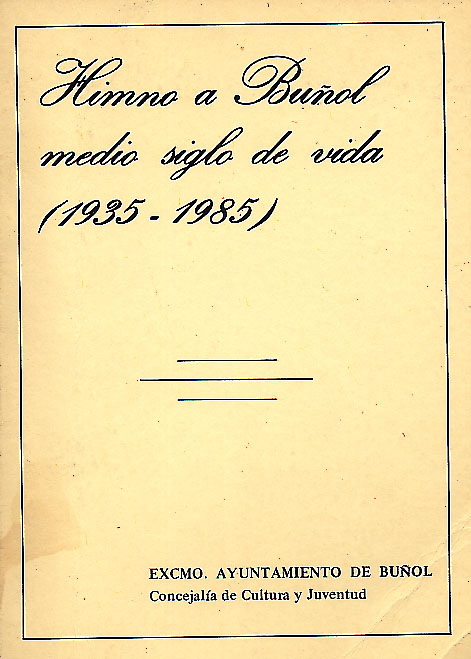 Himno a Buñol
medio siglo de vida
(1935 - 1985)
EXCMO. AYUNTAMIENTO DE BUÑOL
Concejalía de Cultura y Juventud